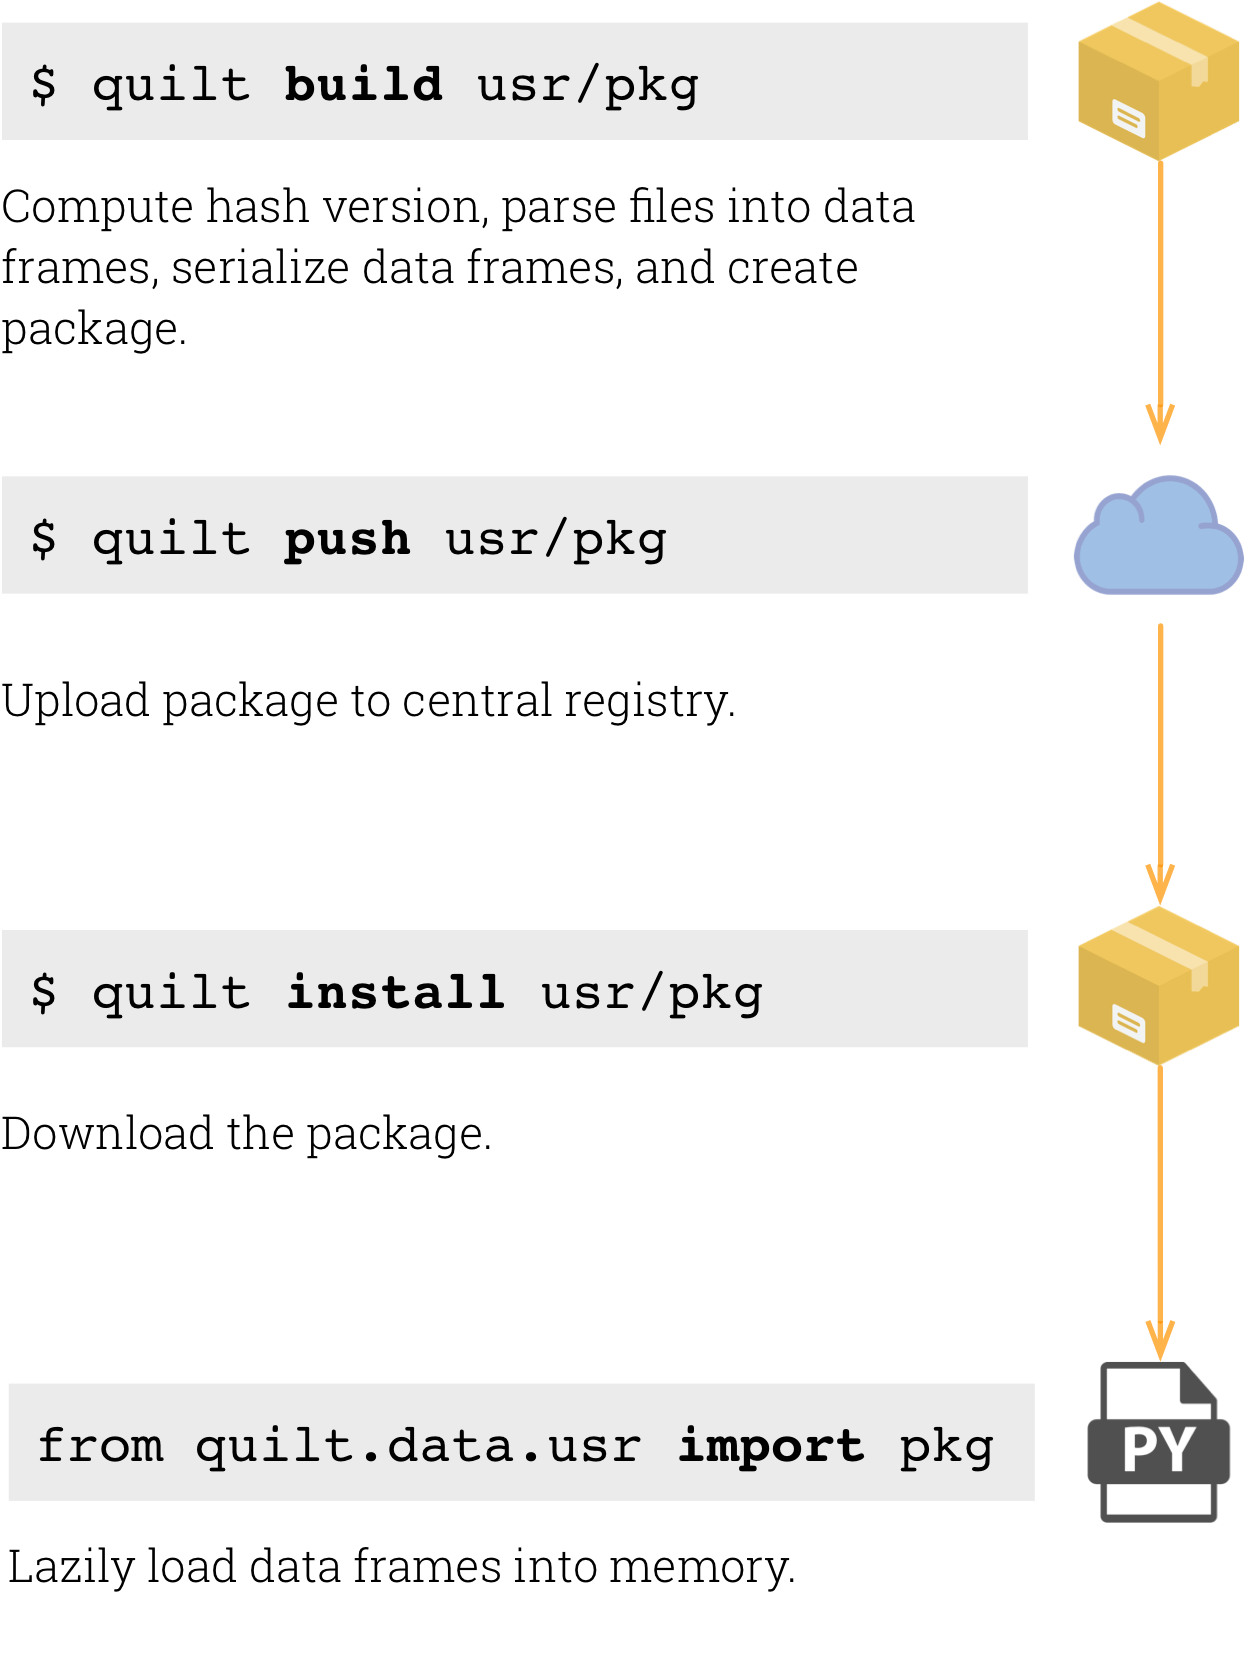 $ quilt build usr/pkg
Compute hash version, parse files into data
frames, serialize data frames, and create
package.
$ quilt push usr/pkg
Upload package to central registry.
$ quilt install usr/pkg
Download the package.
from quilt.data.usr import pkg
PY
Lazily load data frames into memory.